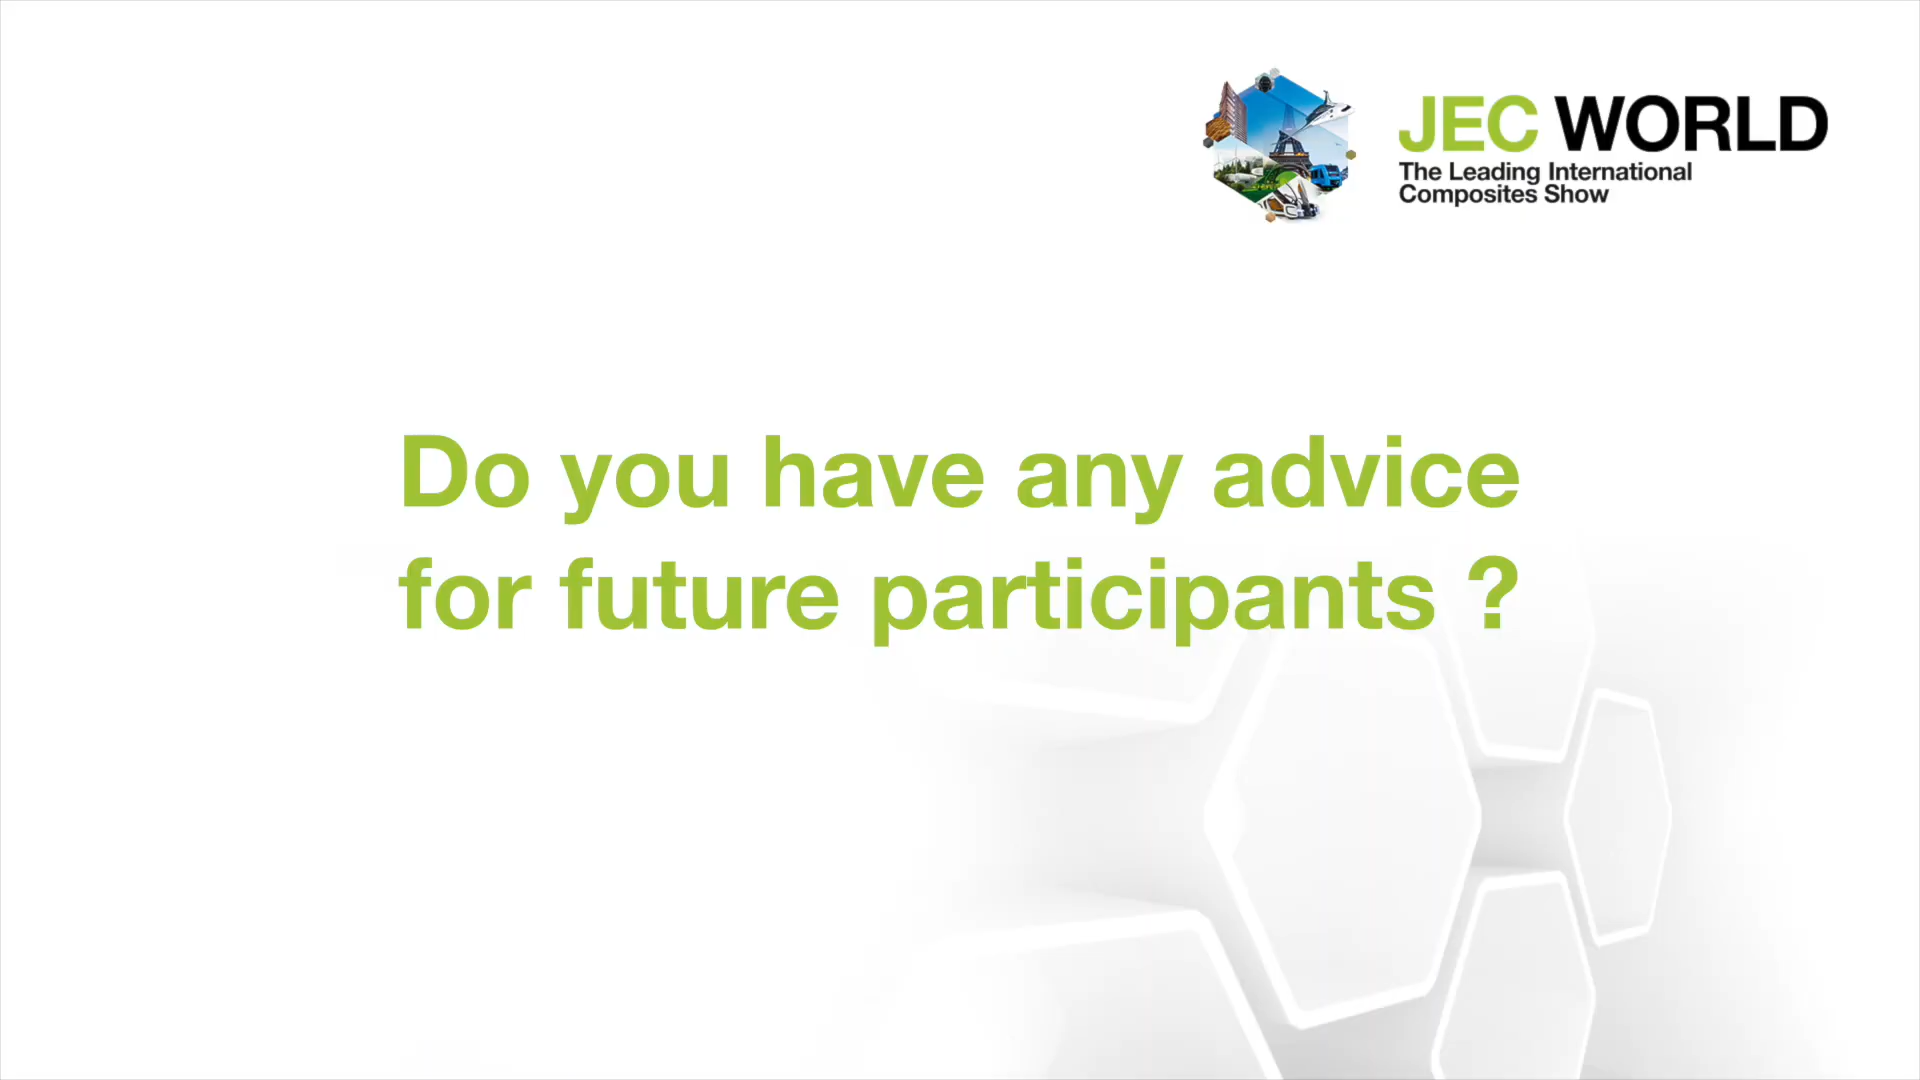 JEC WORLD
The Leading International
Composites Show
Do you have any advice
for future participants ?